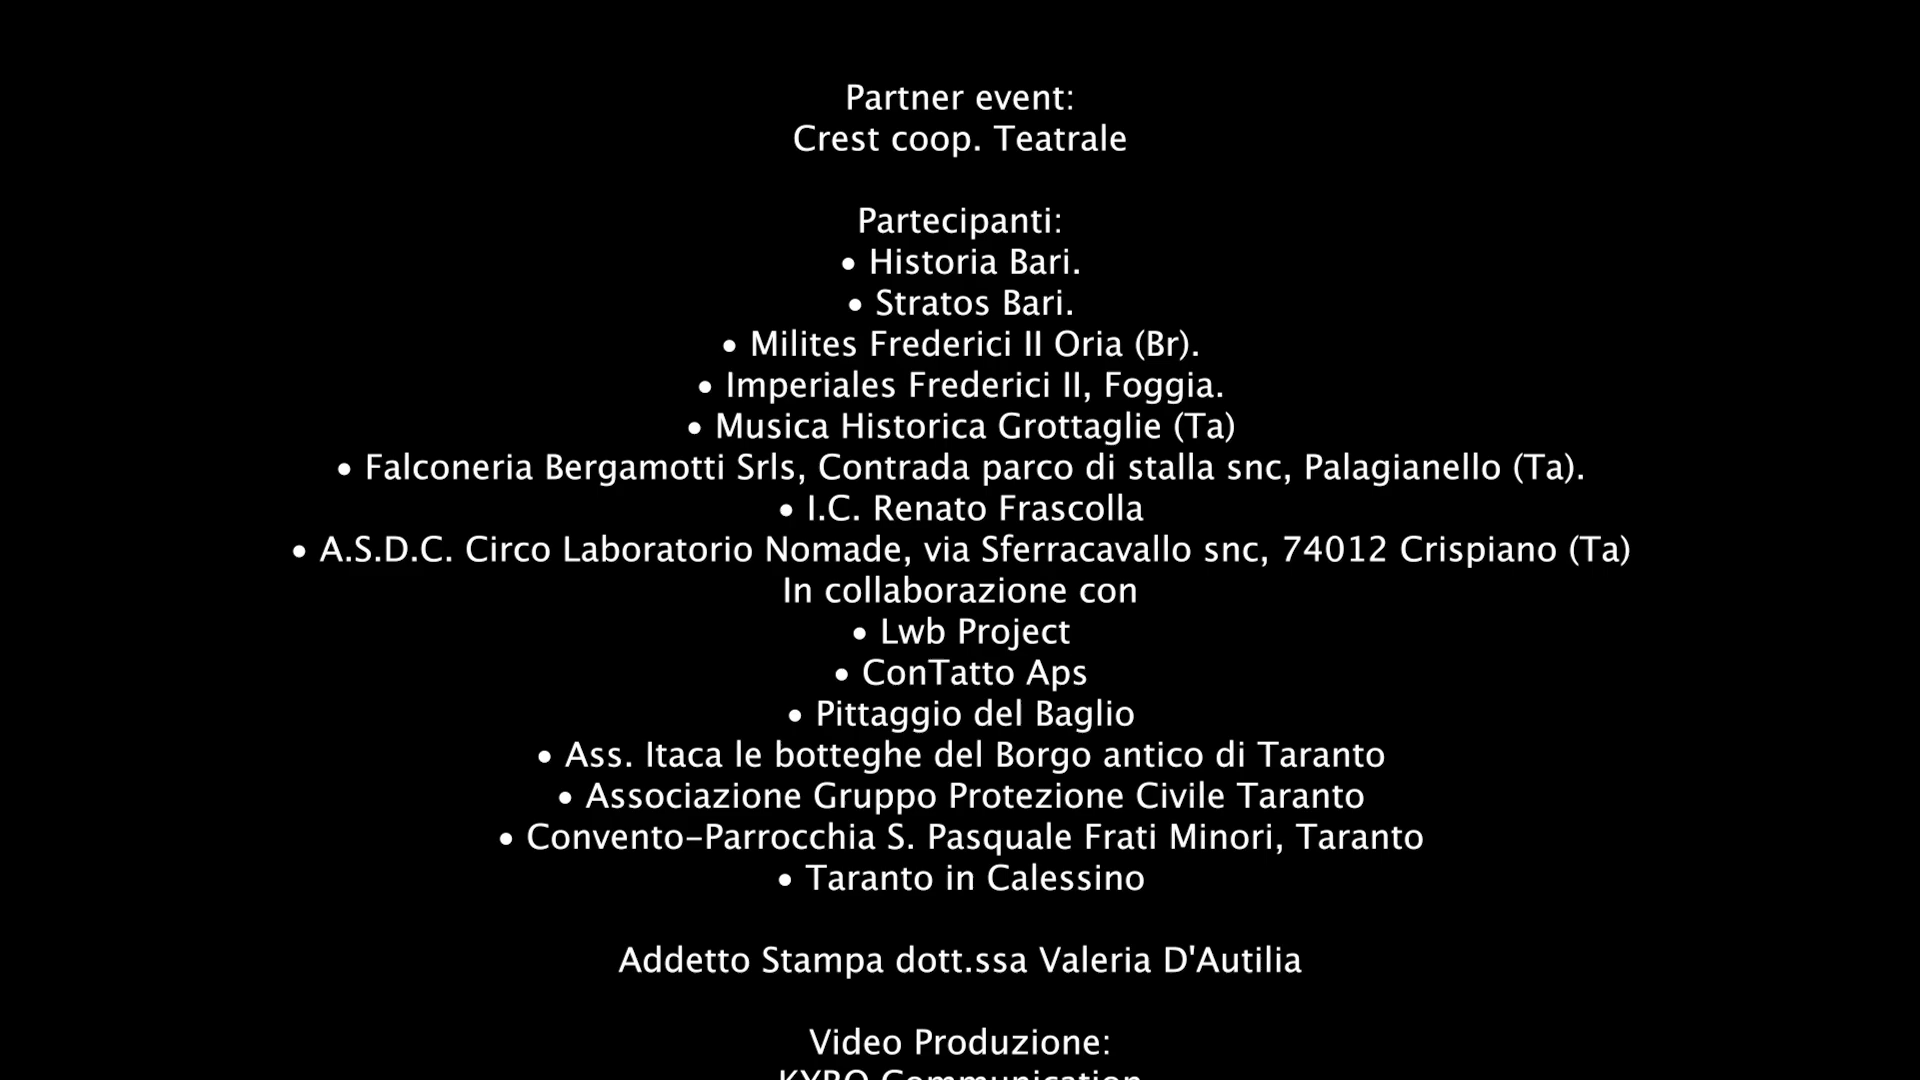 Partner event:
Crest coop. Teatrale
Partecipanti:
• Historia Bari.
• Stratos Bari.
• Milites Frederici II Oria (Br).
• Imperiales Frederici II, Foggia.
• Musica Historica Grottaglie (Ta)
• Falconeria Bergamotti Srls, Contrada parco di stalla snc, Palagianello (Ta).
• I.C. Renato Frascolla
• A.S.D.C. Circo Laboratorio Nomade, via Sferracavallo snc, 74012 Crispiano (Ta)
In collaborazione con
• Lwb Project
• ConTatto Aps
• Pittaggio del Baglio
• Ass. Itaca le botteghe del Borgo antico di Taranto
• Associazione Gruppo Protezione Civile Taranto
• Convento-Parrocchia S. Pasquale Frati Minori, Taranto
• Taranto in Calessino
Addetto Stampa dott.ssa Valeria D'Autilia
Video Produzione:
Communication